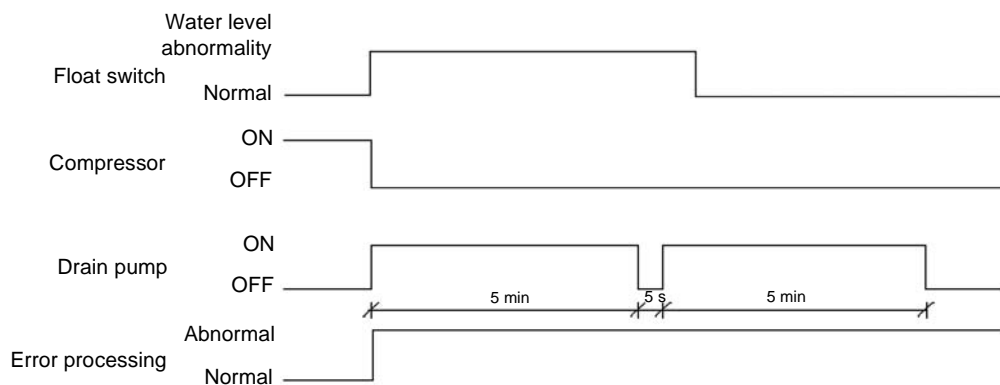 Water level
abnormality
Float switch
Normal
ON
Compressor
OFF
ON
Drain pump
OFF
5 min
5 s
5 min
Abnormal
Error processing
Normal